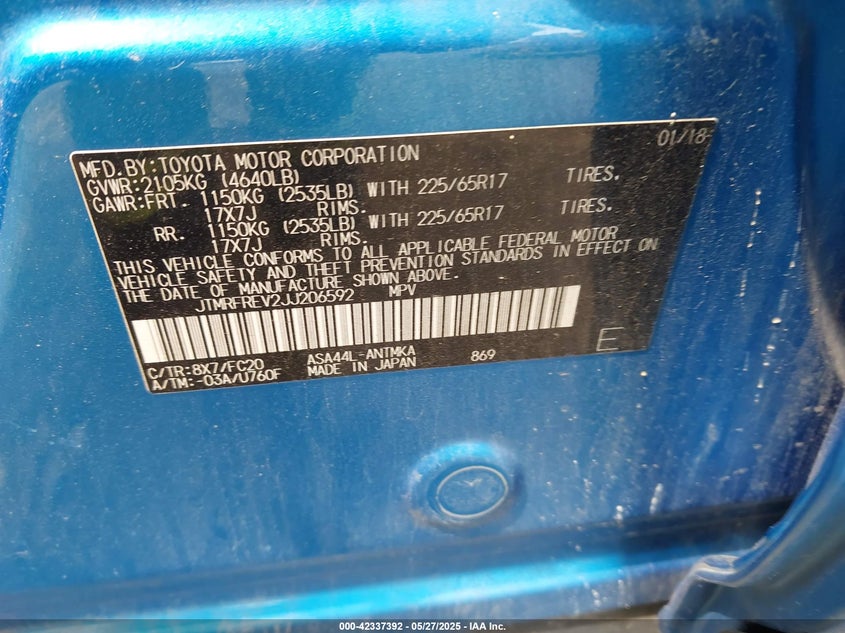 01/18
MFD.BY:TOYOTA MOTOR CORPORATION
GVWR:2105KG (4640LB)
GAWR:FRT. 1150KG (2535LB) WITH 225/65R17 TIRES.
17X7J RIMS.
RR. 1150KG (2535LB) WITH 225/65R17 TIRES.
17X7J RIMS.
THIS VEHICLE CONFORMS TO ALL APPLICABLE FEDERAL MOTOR
VEHICLE SAFETY AND THEFT PREVENTION STANDARDS IN EFFECT ON
THE DATE OF MANUFACTURE SHOWN ABOVE.
JTMRFREV2JJ206592 MPV
E
C/TR:8X7/FC20 ASA44L-ANTMKA 869
A/TM:-03A/U760F MADE IN JAPAN
000-42337392 — 05/27/2025 — IAA Inc.